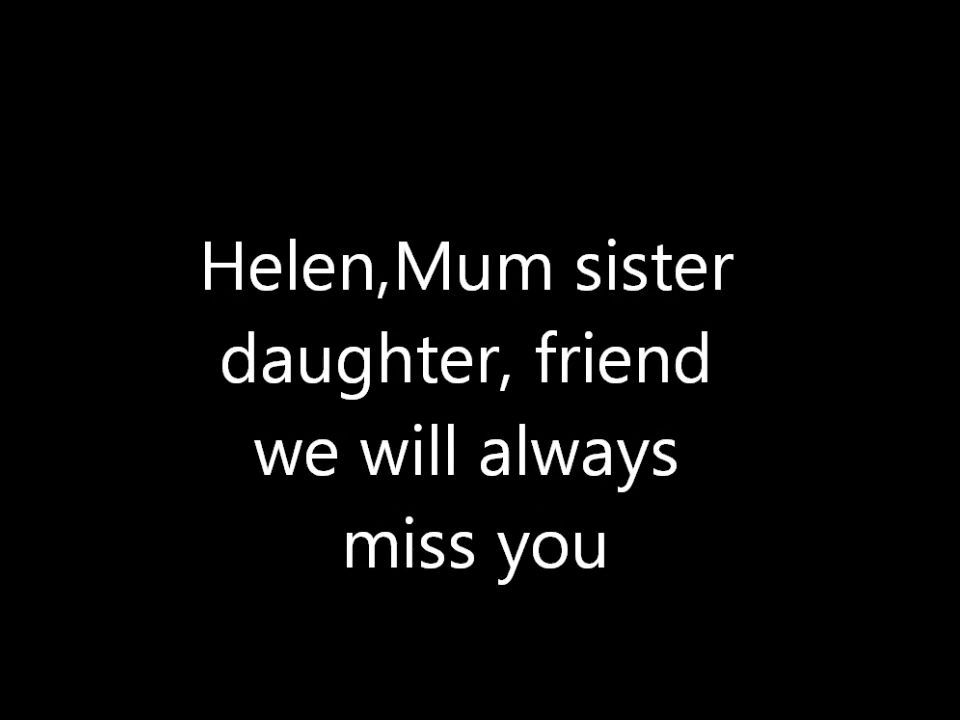 Helen,Mum sister
daughter, friend
we will always
miss you